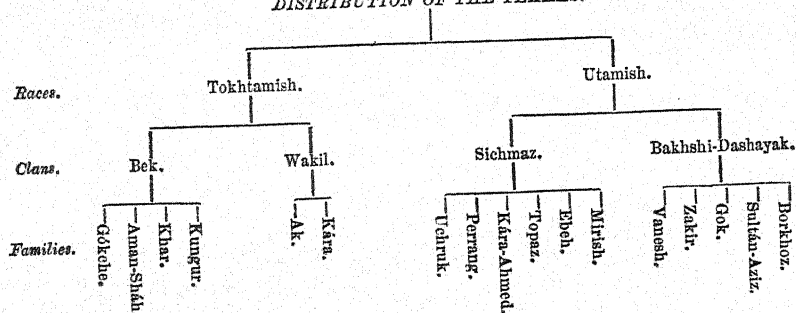 DISTRIBUTION OF THE TEKKES.
Races.
Tokhtamish.
Utamish.
Clans.
Bek.
Wakil.
Sichmaz.
Bakhshi-Dashayak.
Families.
Gökche.
Aman-Sháh
Khar.
Kungur.
Ak.
Kára.
Uchruk.
Perrang.
Kára-Ahmed.
Topaz.
Ebeh.
Mirish.
Vanesh.
Zakir.
Gok.
Sultán-Aziz.
Borkhoz.